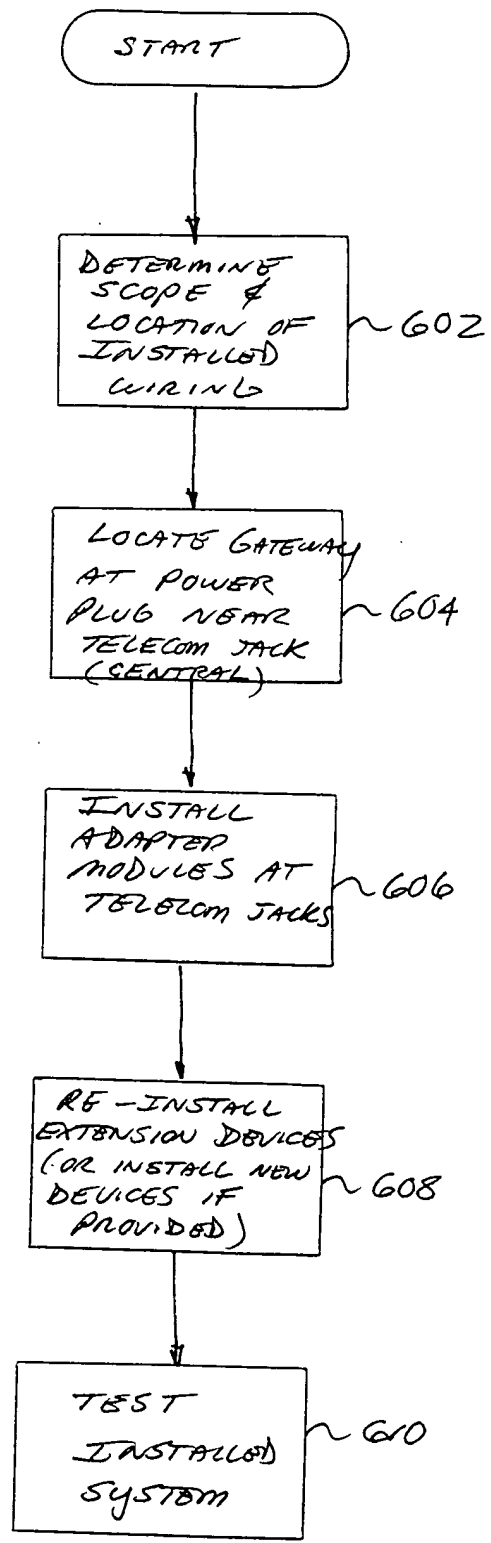 START
DETERMINE
SCOPE &
LOCATION OF
INSTALLED
WIRING
602
LOCATE GATEWAY
AT POWER
PLUG NEAR
TELECOM JACK
(CENTRAL)
604
INSTALL
ADAPTER
MODULES AT
TELECOM JACKS
606
RE-INSTALL
EXTENSION DEVICES
(OR INSTALL NEW
DEVICES IF
PROVIDED)
608
TEST
INSTALLED
SYSTEM
610